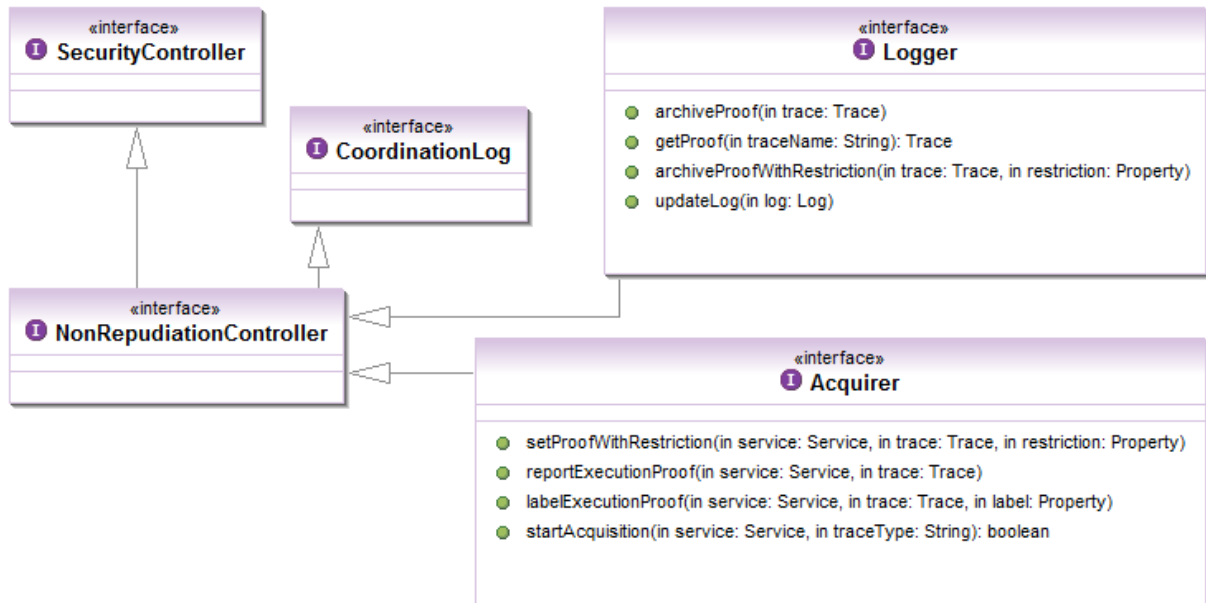 «interface»
I SecurityController
«interface»
I CoordinationLog
«interface»
I NonRepudiationController
«interface»
I Logger
archiveProof(in trace: Trace)
getProof(in traceName: String): Trace
archiveProofWithRestriction(in trace: Trace, in restriction: Property)
updateLog(in log: Log)
«interface»
I Acquirer
setProofWithRestriction(in service: Service, in trace: Trace, in restriction: Property)
reportExecutionProof(in service: Service, in trace: Trace)
labelExecutionProof(in service: Service, in trace: Trace, in label: Property)
startAcquisition(in service: Service, in traceType: String): boolean